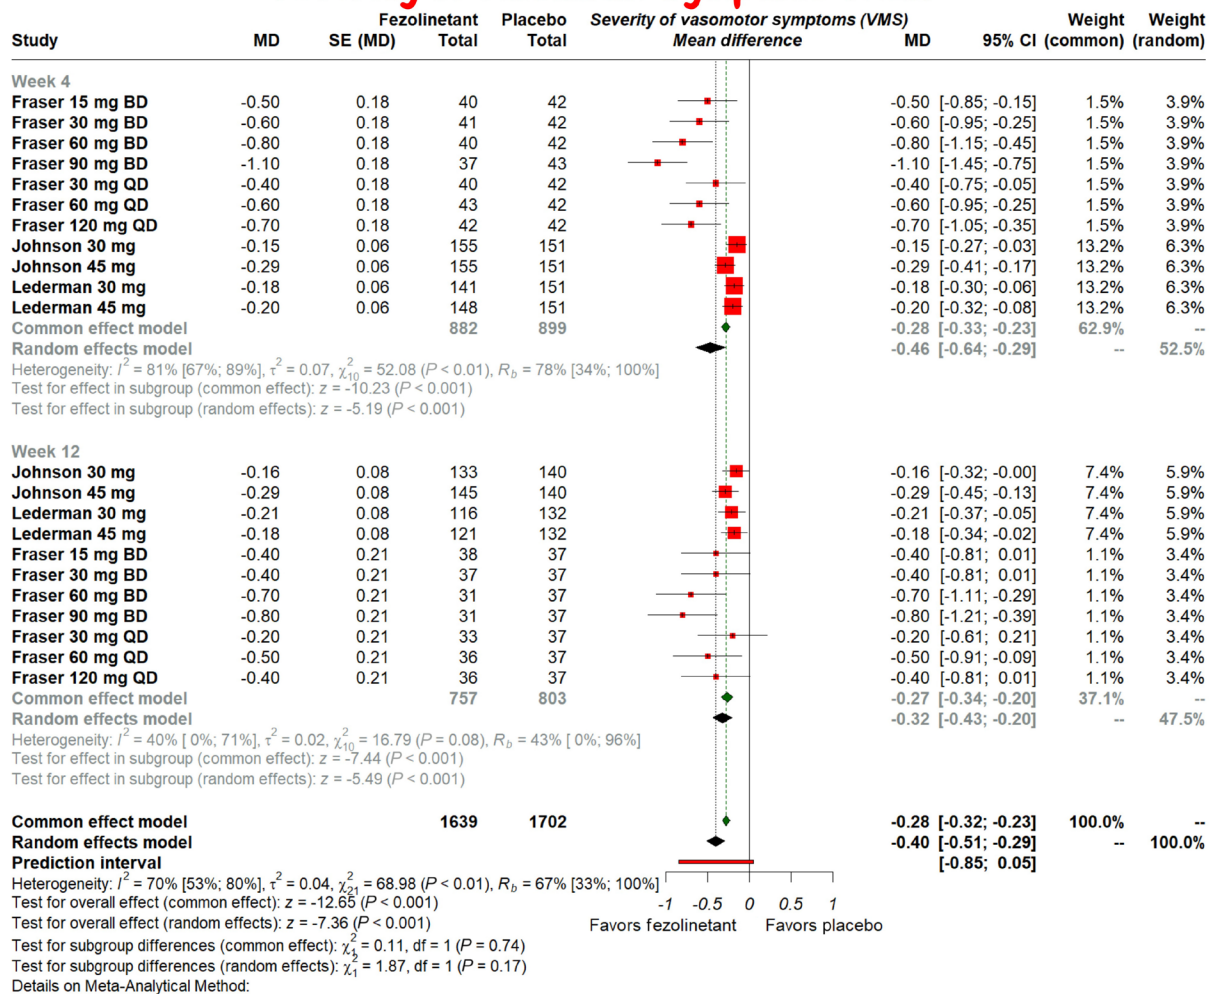 Fezolinetant Placebo Severity of vasomotor symptoms (VMS) Weight Weight
Study MD SE (MD) Total Total Mean difference MD 95% CI (common) (random)
Week 4
Fraser 15 mg BD -0.50 0.18 40 42 -0.50 [-0.85; -0.15] 1.5% 3.9%
Fraser 30 mg BD -0.60 0.18 41 42 -0.60 [-0.95; -0.25] 1.5% 3.9%
Fraser 60 mg BD -0.80 0.18 40 42 -0.80 [-1.15; -0.45] 1.5% 3.9%
Fraser 90 mg BD -1.10 0.18 37 43 -1.10 [-1.45; -0.75] 1.5% 3.9%
Fraser 30 mg QD -0.40 0.18 40 42 -0.40 [-0.75; -0.05] 1.5% 3.9%
Fraser 60 mg QD -0.60 0.18 43 42 -0.60 [-0.95; -0.25] 1.5% 3.9%
Fraser 120 mg QD -0.70 0.18 42 42 -0.70 [-1.05; -0.35] 1.5% 3.9%
Johnson 30 mg -0.15 0.06 155 151 -0.15 [-0.27; -0.03] 13.2% 6.3%
Johnson 45 mg -0.29 0.06 155 151 -0.29 [-0.41; -0.17] 13.2% 6.3%
Lederman 30 mg -0.18 0.06 141 151 -0.18 [-0.30; -0.06] 13.2% 6.3%
Lederman 45 mg -0.20 0.06 148 151 -0.20 [-0.32; -0.08] 13.2% 6.3%
Common effect model 882 899 -0.28 [-0.33; -0.23] 62.9% --
Random effects model -0.46 [-0.64; -0.29] -- 52.5%
Heterogeneity: I² = 81% [67%; 89%], τ² = 0.07, χ²₁₀ = 52.08 (P < 0.01), R_b = 78% [34%; 100%]
Test for effect in subgroup (common effect): z = -10.23 (P < 0.001)
Test for effect in subgroup (random effects): z = -5.19 (P < 0.001)
Week 12
Johnson 30 mg -0.16 0.08 133 140 -0.16 [-0.32; -0.00] 7.4% 5.9%
Johnson 45 mg -0.29 0.08 145 140 -0.29 [-0.45; -0.13] 7.4% 5.9%
Lederman 30 mg -0.21 0.08 116 132 -0.21 [-0.37; -0.05] 7.4% 5.9%
Lederman 45 mg -0.18 0.08 121 132 -0.18 [-0.34; -0.02] 7.4% 5.9%
Fraser 15 mg BD -0.40 0.21 38 37 -0.40 [-0.81; 0.01] 1.1% 3.4%
Fraser 30 mg BD -0.40 0.21 37 37 -0.40 [-0.81; 0.01] 1.1% 3.4%
Fraser 60 mg BD -0.70 0.21 31 37 -0.70 [-1.11; -0.29] 1.1% 3.4%
Fraser 90 mg BD -0.80 0.21 31 37 -0.80 [-1.21; -0.39] 1.1% 3.4%
Fraser 30 mg QD -0.20 0.21 33 37 -0.20 [-0.61; 0.21] 1.1% 3.4%
Fraser 60 mg QD -0.50 0.21 36 37 -0.50 [-0.91; -0.09] 1.1% 3.4%
Fraser 120 mg QD -0.40 0.21 36 37 -0.40 [-0.81; 0.01] 1.1% 3.4%
Common effect model 757 803 -0.27 [-0.34; -0.20] 37.1% --
Random effects model -0.32 [-0.43; -0.20] -- 47.5%
Heterogeneity: I² = 40% [ 0%; 71%], τ² = 0.02, χ²₁₀ = 16.79 (P = 0.08), R_b = 43% [ 0%; 96%]
Test for effect in subgroup (common effect): z = -7.44 (P < 0.001)
Test for effect in subgroup (random effects): z = -5.49 (P < 0.001)
Common effect model 1639 1702 -0.28 [-0.32; -0.23] 100.0% --
Random effects model -0.40 [-0.51; -0.29] -- 100.0%
Prediction interval [-0.85; 0.05]
Heterogeneity: I² = 70% [53%; 80%], τ² = 0.04, χ²₂₁ = 68.98 (P < 0.01), R_b = 67% [33%; 100%]
Test for overall effect (common effect): z = -12.65 (P < 0.001) -1 -0.5 0 0.5 1
Test for overall effect (random effects): z = -7.36 (P < 0.001) Favors fezolinetant Favors placebo
Test for subgroup differences (common effect): χ²₁ = 0.11, df = 1 (P = 0.74)
Test for subgroup differences (random effects): χ²₁ = 1.87, df = 1 (P = 0.17)
Details on Meta-Analytical Method: